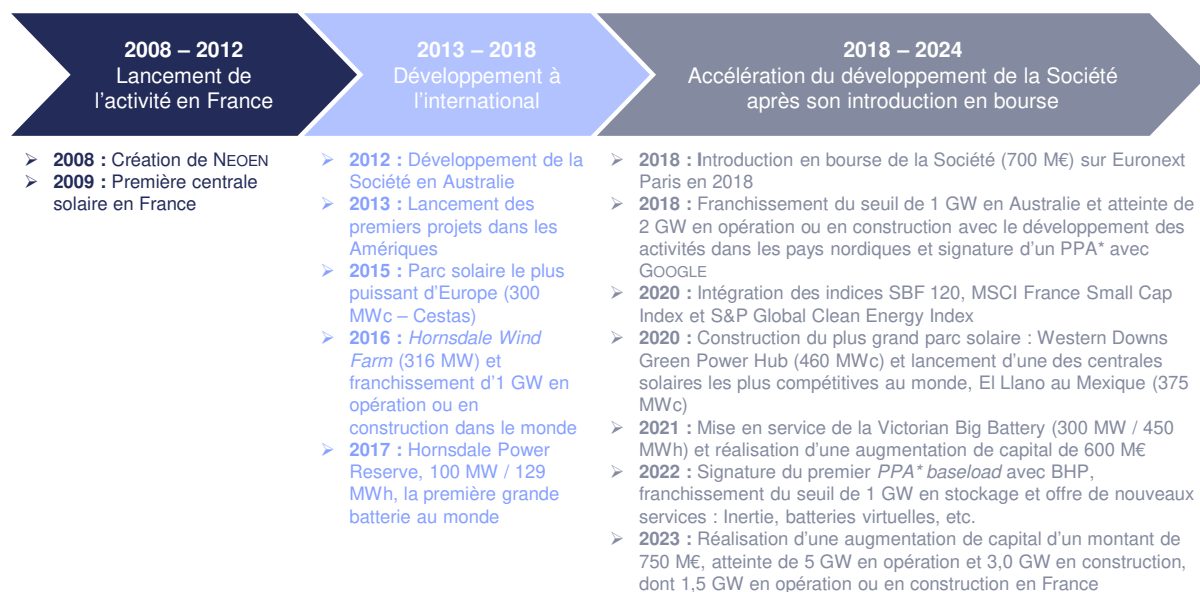 2008 – 2012
Lancement de
l’activité en France
2013 – 2018
Développement à
l’international
2018 – 2024
Accélération du développement de la Société
après son introduction en bourse
➢ 2008 : Création de NEOEN
➢ 2009 : Première centrale
solaire en France
➢ 2012 : Développement de la
Société en Australie
➢ 2013 : Lancement des
premiers projets dans les
Amériques
➢ 2015 : Parc solaire le plus
puissant d’Europe (300
MWc – Cestas)
➢ 2016 : Hornsdale Wind
Farm (316 MW) et
franchissement d’1 GW en
opération ou en
construction dans le monde
➢ 2017 : Hornsdale Power
Reserve, 100 MW / 129
MWh, la première grande
batterie au monde
➢ 2018 : Introduction en bourse de la Société (700 M€) sur Euronext
Paris en 2018
➢ 2018 : Franchissement du seuil de 1 GW en Australie et atteinte de
2 GW en opération ou en construction avec le développement des
activités dans les pays nordiques et signature d’un PPA* avec
GOOGLE
➢ 2020 : Intégration des indices SBF 120, MSCI France Small Cap
Index et S&P Global Clean Energy Index
➢ 2020 : Construction du plus grand parc solaire : Western Downs
Green Power Hub (460 MWc) et lancement d’une des centrales
solaires les plus compétitives au monde, El Llano au Mexique (375
MWc)
➢ 2021 : Mise en service de la Victorian Big Battery (300 MW / 450
MWh) et réalisation d’une augmentation de capital de 600 M€
➢ 2022 : Signature du premier PPA* baseload avec BHP,
franchissement du seuil de 1 GW en stockage et offre de nouveaux
services : Inertie, batteries virtuelles, etc.
➢ 2023 : Réalisation d’une augmentation de capital d’un montant de
750 M€, atteinte de 5 GW en opération et 3,0 GW en construction,
dont 1,5 GW en opération ou en construction en France